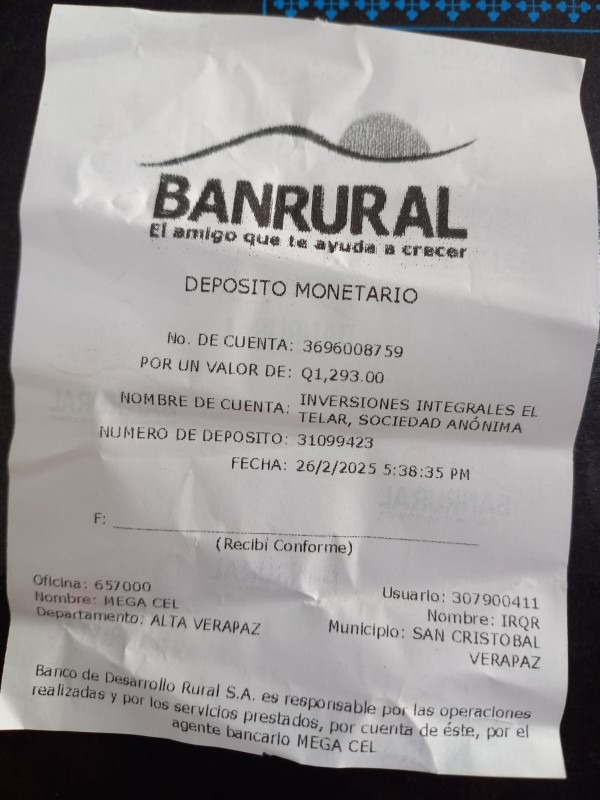 BANRURAL
El amigo que te ayuda a crecer
DEPOSITO MONETARIO
No. DE CUENTA: 3696008759
POR UN VALOR DE: Q1,293.00
NOMBRE DE CUENTA: INVERSIONES INTEGRALES EL
TELAR, SOCIEDAD ANÓNIMA
NUMERO DE DEPOSITO: 31099423
FECHA: 26/2/2025 5:38:35 PM
F:
(Recibí Conforme)
Oficina: 657000
Nombre: MEGA CEL
Departamento: ALTA VERAPAZ
Usuario: 307900411
Nombre: IRQR
Municipio: SAN CRISTOBAL
VERAPAZ
Banco de Desarrollo Rural S.A. es responsable por las operaciones
realizadas y por los servicios prestados, por cuenta de éste, por el
agente bancario MEGA CEL